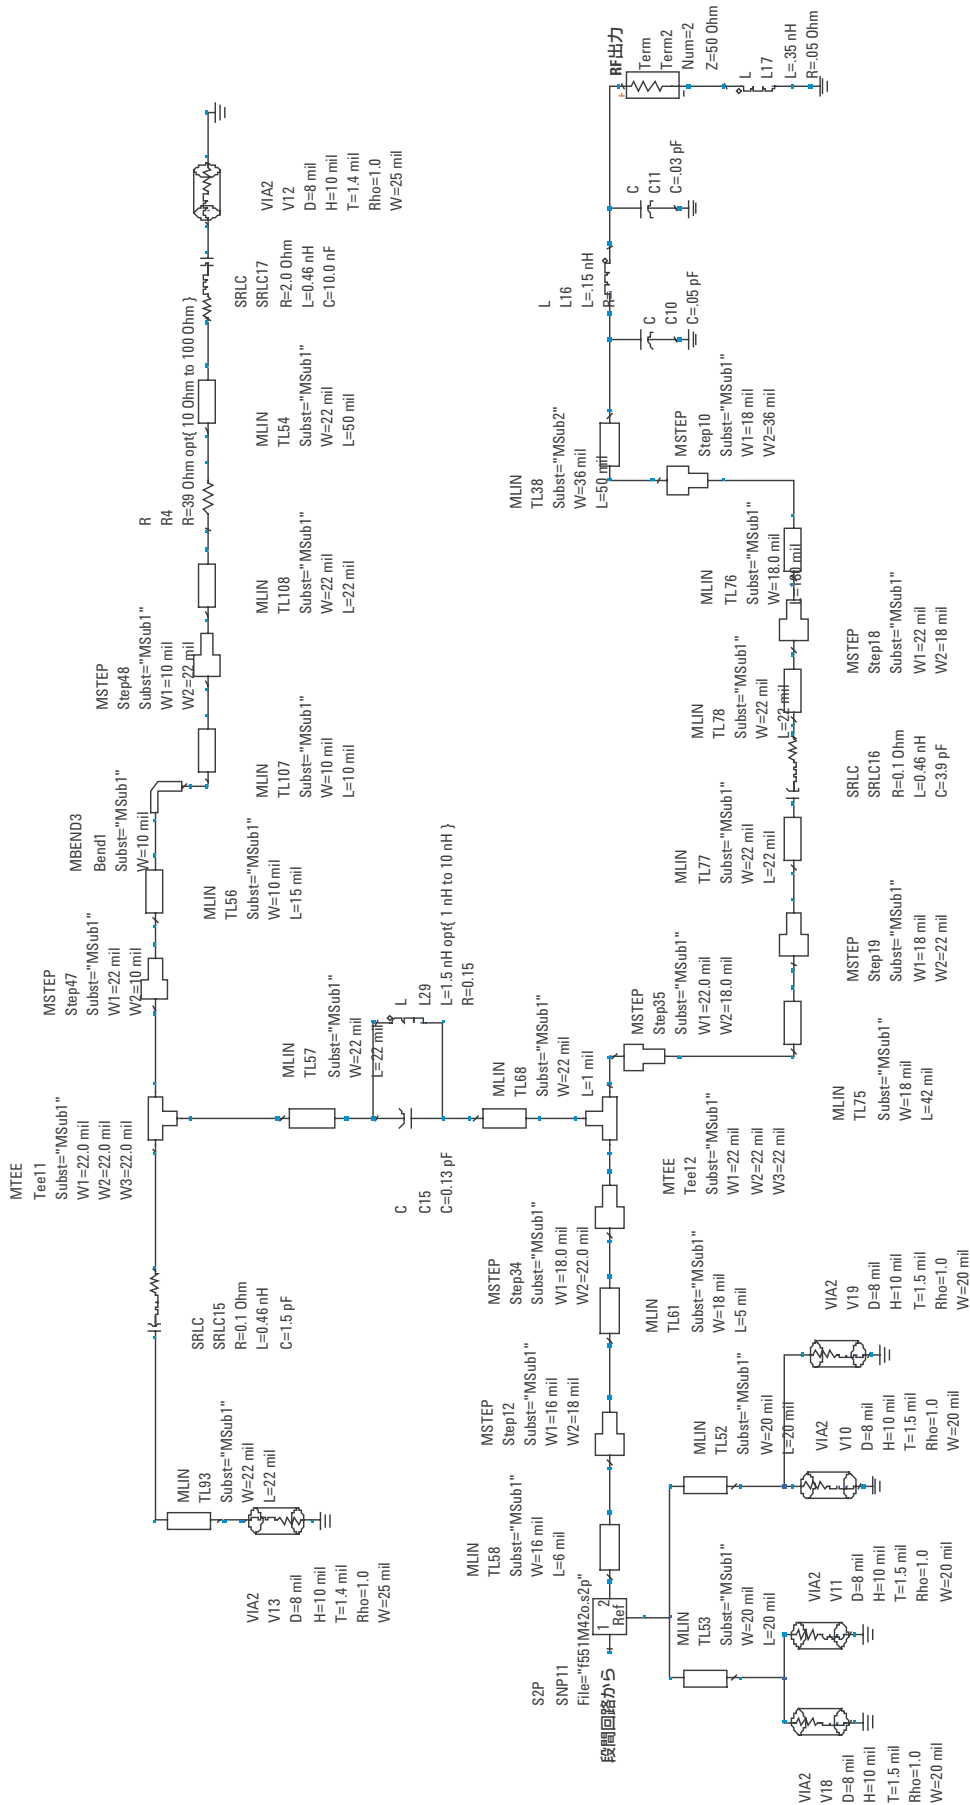 MTEE
Tee11
Subst="MSub1"
W1=22.0 mil
W2=22.0 mil
W3=22.0 mil
MSTEP
Step47
Subst="MSub1"
W1=22 mil
W2=10 mil
MBEND3
Bend1
Subst="MSub1"
W=10 mil
MSTEP
Step48
Subst="MSub1"
W1=10 mil
W2=22 mil
R
R4
R=39 Ohm opt{ 10 Ohm to 100 Ohm }
MLIN
TL93
Subst="MSub1"
W=22 mil
L=22 mil
SRLC
SRLC15
R=0.1 Ohm
L=0.46 nH
C=1.5 pF
MLIN
TL56
Subst="MSub1"
W=10 mil
L=15 mil
MLIN
TL107
Subst="MSub1"
W=10 mil
L=10 mil
MLIN
TL108
Subst="MSub1"
W=22 mil
L=22 mil
MLIN
TL54
Subst="MSub1"
W=22 mil
L=50 mil
SRLC
SRLC17
R=2.0 Ohm
L=0.46 nH
C=10.0 nF
VIA2
V12
D=8 mil
H=10 mil
T=1.4 mil
Rho=1.0
W=25 mil
VIA2
V13
D=8 mil
H=10 mil
T=1.4 mil
Rho=1.0
W=25 mil
MLIN
TL57
Subst="MSub1"
W=22 mil
L=22 mil
C
C15
C=0.13 pF
L
L29
L=1.5 nH opt{ 1 nH to 10 nH }
R=0.15
MLIN
TL68
Subst="MSub1"
W=22 mil
L=1 mil
S2P
SNP11
File="f551M42o.s2p"
1
2
Ref
段間回路から
MLIN
TL58
Subst="MSub1"
W=16 mil
L=6 mil
MSTEP
Step12
Subst="MSub1"
W1=16 mil
W2=18 mil
MLIN
TL61
Subst="MSub1"
W=18 mil
L=5 mil
MSTEP
Step34
Subst="MSub1"
W1=18.0 mil
W2=22.0 mil
MTEE
Tee12
Subst="MSub1"
W1=22 mil
W2=22 mil
W3=22 mil
MSTEP
Step35
Subst="MSub1"
W1=22.0 mil
W2=18.0 mil
MLIN
TL38
Subst="MSub2"
W=36 mil
L=50 mil
L
L16
L=.15 nH
R=
C
C10
C=.05 pF
C
C11
C=.03 pF
RF出力
+
-
Term
Term2
Num=2
Z=50 Ohm
L
L17
L=.35 nH
R=.05 Ohm
MSTEP
Step10
Subst="MSub1"
W1=18 mil
W2=36 mil
MLIN
TL76
Subst="MSub1"
W=18.0 mil
L=160 mil
MLIN
TL78
Subst="MSub1"
W=22 mil
L=22 mil
MLIN
TL77
Subst="MSub1"
W=22 mil
L=22 mil
MLIN
TL75
Subst="MSub1"
W=18 mil
L=42 mil
MSTEP
Step19
Subst="MSub1"
W1=18 mil
W2=22 mil
SRLC
SRLC16
R=0.1 Ohm
L=0.46 nH
C=3.9 pF
MSTEP
Step18
Subst="MSub1"
W1=22 mil
W2=18 mil
MLIN
TL53
Subst="MSub1"
W=20 mil
L=20 mil
MLIN
TL52
Subst="MSub1"
W=20 mil
L=20 mil
VIA2
V18
D=8 mil
H=10 mil
T=1.5 mil
Rho=1.0
W=20 mil
VIA2
V11
D=8 mil
H=10 mil
T=1.5 mil
Rho=1.0
W=20 mil
VIA2
V10
D=8 mil
H=10 mil
T=1.5 mil
Rho=1.0
W=20 mil
VIA2
V19
D=8 mil
H=10 mil
T=1.5 mil
Rho=1.0
W=20 mil